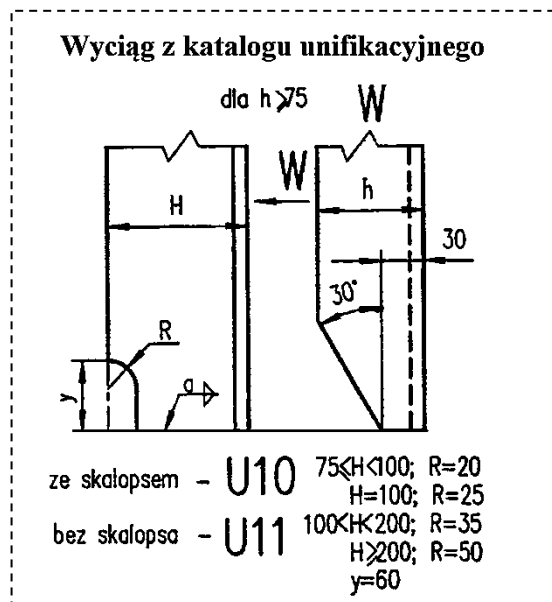 Wyciąg z katalogu unifikacyjnego
dla h⩾75
W
W
H
h
30
30°
R
y
a
ze skalopsem - U10
bez skalopsa - U11
75⩽H<100; R=20
H=100; R=25
100<H<200; R=35
H⩾200; R=50
y=60